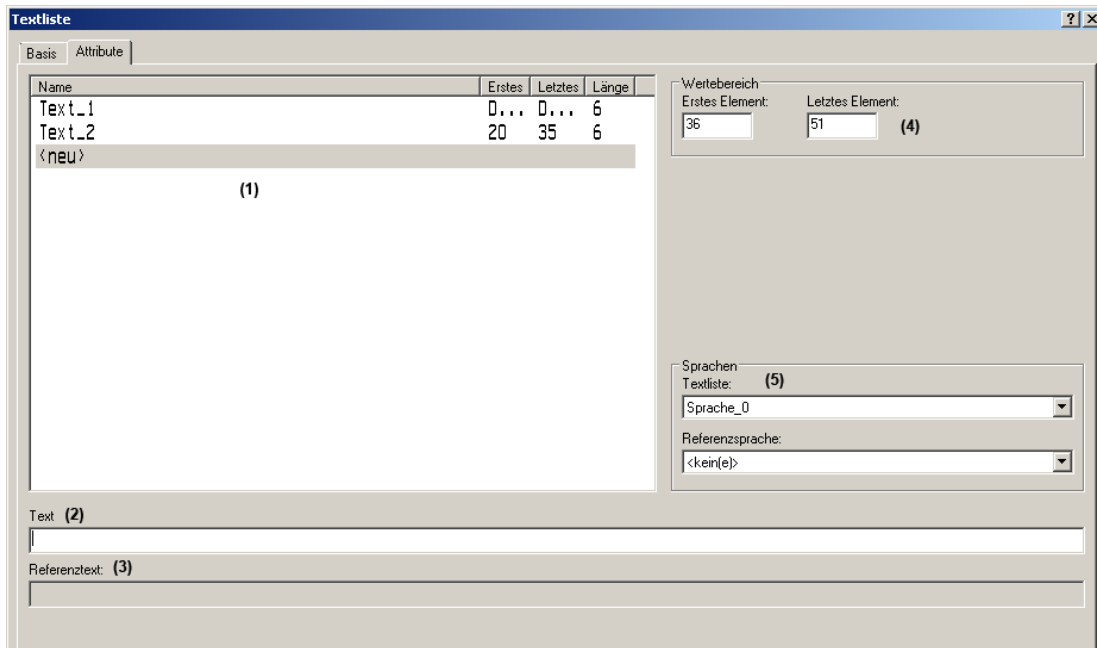 Textliste
Basis Attribute
Name Erstes Letztes Länge
Text_1 D... D... 6
Text_2 20 35 6
<neu>
(1)
Wertebereich
Erstes Element: Letztes Element:
36 51 (4)
Sprachen
Textliste: (5)
Sprache_0
Referenzsprache:
<kein(e)>
Text (2)
Referenztext: (3)